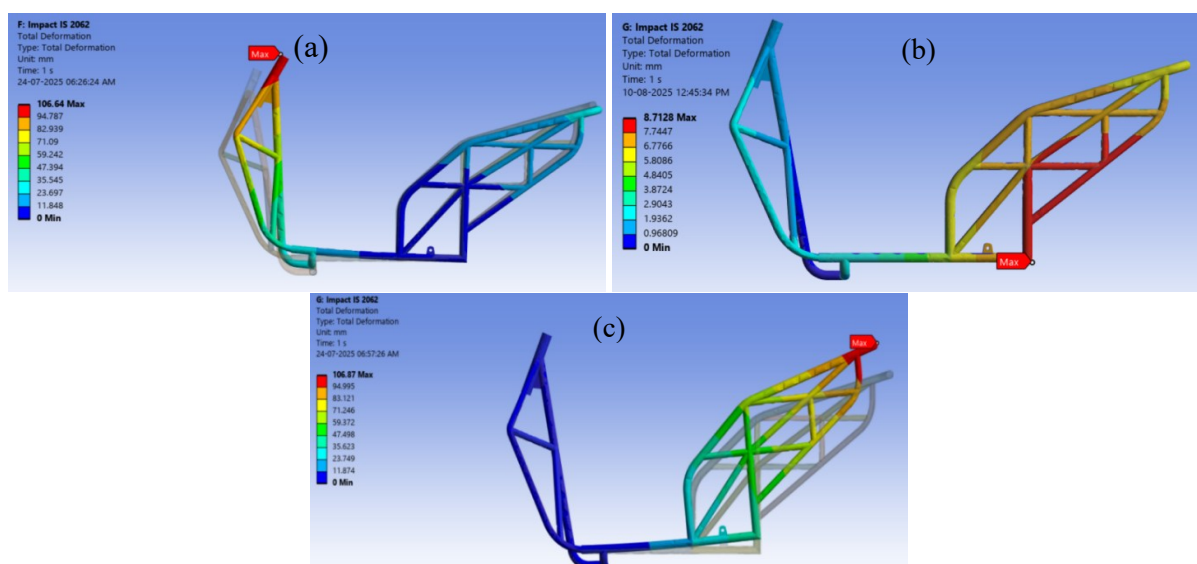 F: Impact IS 2062
Total Deformation
Type: Total Deformation
Unit: mm
Time: 1 s
24-07-2025 06:26:24 AM
106.64 Max
94.787
82.939
71.09
59.242
47.394
35.545
23.697
11.848
0 Min
Max
(a)
G: Impact IS 2062
Total Deformation
Type: Total Deformation
Unit: mm
Time: 1 s
10-08-2025 12:45:34 PM
8.7128 Max
7.7447
6.7766
5.8086
4.8405
3.8724
2.9043
1.9362
0.96809
0 Min
(b)
Max
G: Impact IS 2062
Total Deformation
Type: Total Deformation
Unit: mm
Time: 1 s
24-07-2025 06:57:26 AM
106.87 Max
94.995
83.121
71.246
59.372
47.498
35.623
23.749
11.874
0 Min
(c)
Max